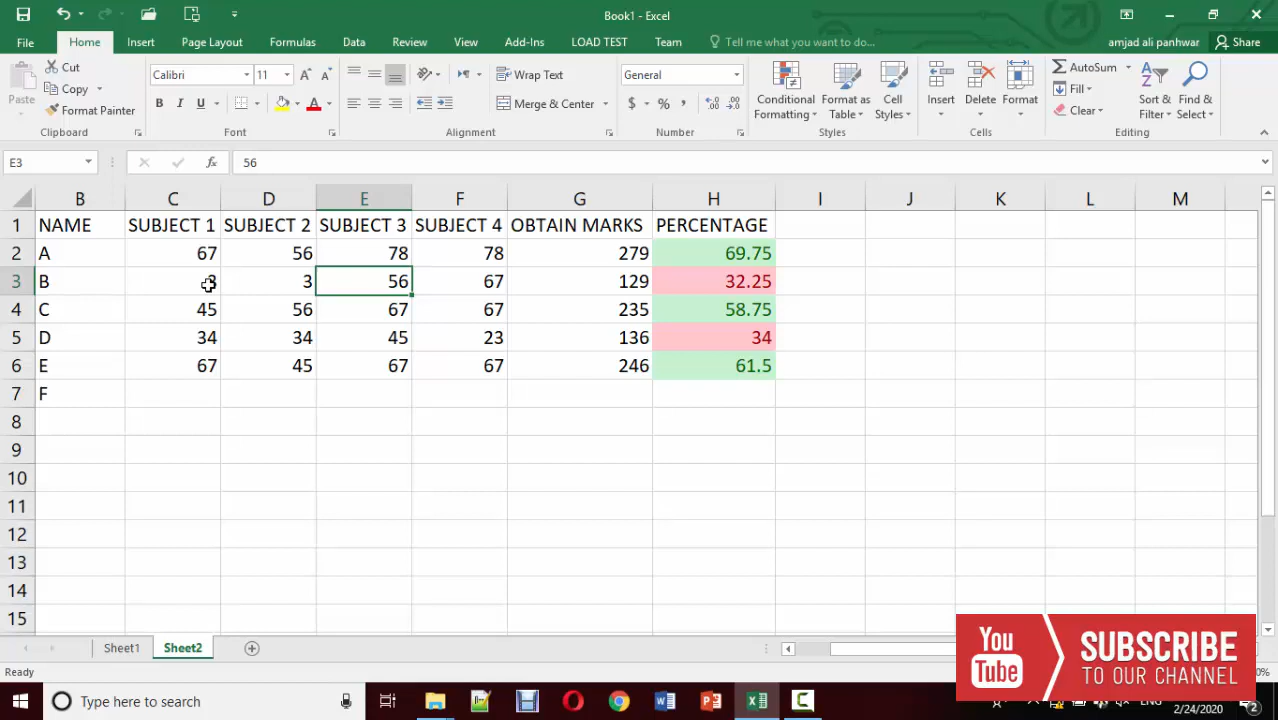 Book1 - Excel
File Home Insert Page Layout Formulas Data Review View Add-Ins LOAD TEST Team Tell me what you want to do... amjad ali panhwar Share
Paste Cut Copy Format Painter Clipboard
Calibri 11 B I U A Font
Wrap Text Merge & Center Alignment
General $ % , Number
Conditional Formatting Format as Table Cell Styles Styles
Insert Delete Format Cells
AutoSum Fill Clear Sort & Filter Find & Select Editing
E3 fx 56
B C D E F G H I J K L M
1 NAME SUBJECT 1 SUBJECT 2 SUBJECT 3 SUBJECT 4 OBTAIN MARKS PERCENTAGE
2 A 67 56 78 78 279 69.75
3 B 3 3 56 67 129 32.25
4 C 45 56 67 67 235 58.75
5 D 34 34 45 23 136 34
6 E 67 45 67 67 246 61.5
7 F
8
9
10
11
12
13
14
15
You Tube SUBSCRIBE TO OUR CHANNEL
Sheet1 Sheet2
Ready
Type here to search
2/24/2020 2